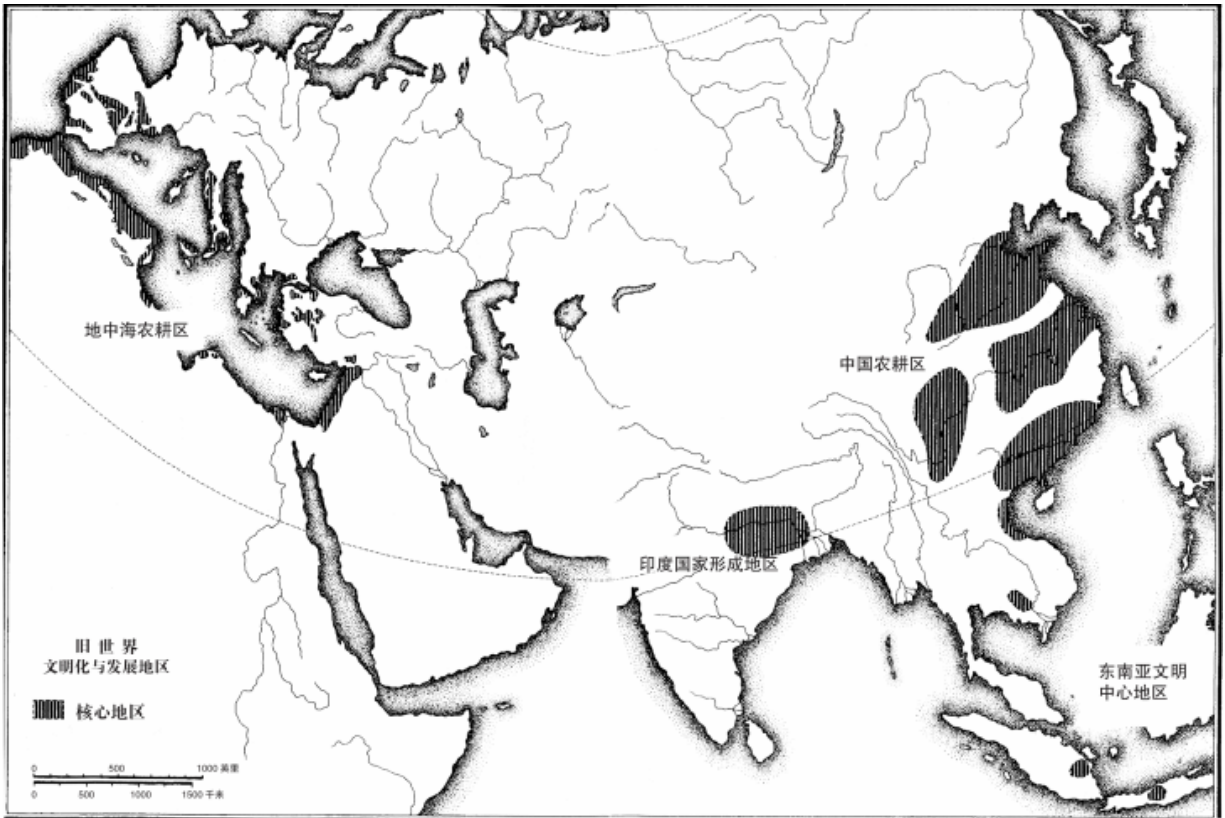 地中海农耕区
中国农耕区
印度国家形成地区
东南亚文明
中心地区
旧世界
文明化与发展地区
核心地区
0 500 1000 英里
0 500 1000 1500 千米